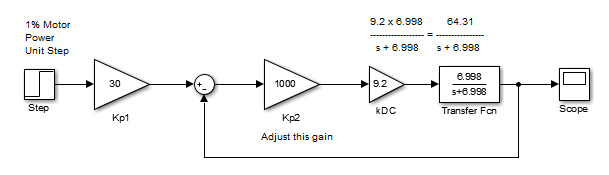 1% Motor
Power
Unit Step
9.2 x 6.998
s + 6.998
=
64.31
s + 6.998
30
+
_
1000
9.2
6.998
s+6.998
Step
Kp1
Kp2
kDC
Transfer Fcn
Scope
Adjust this gain